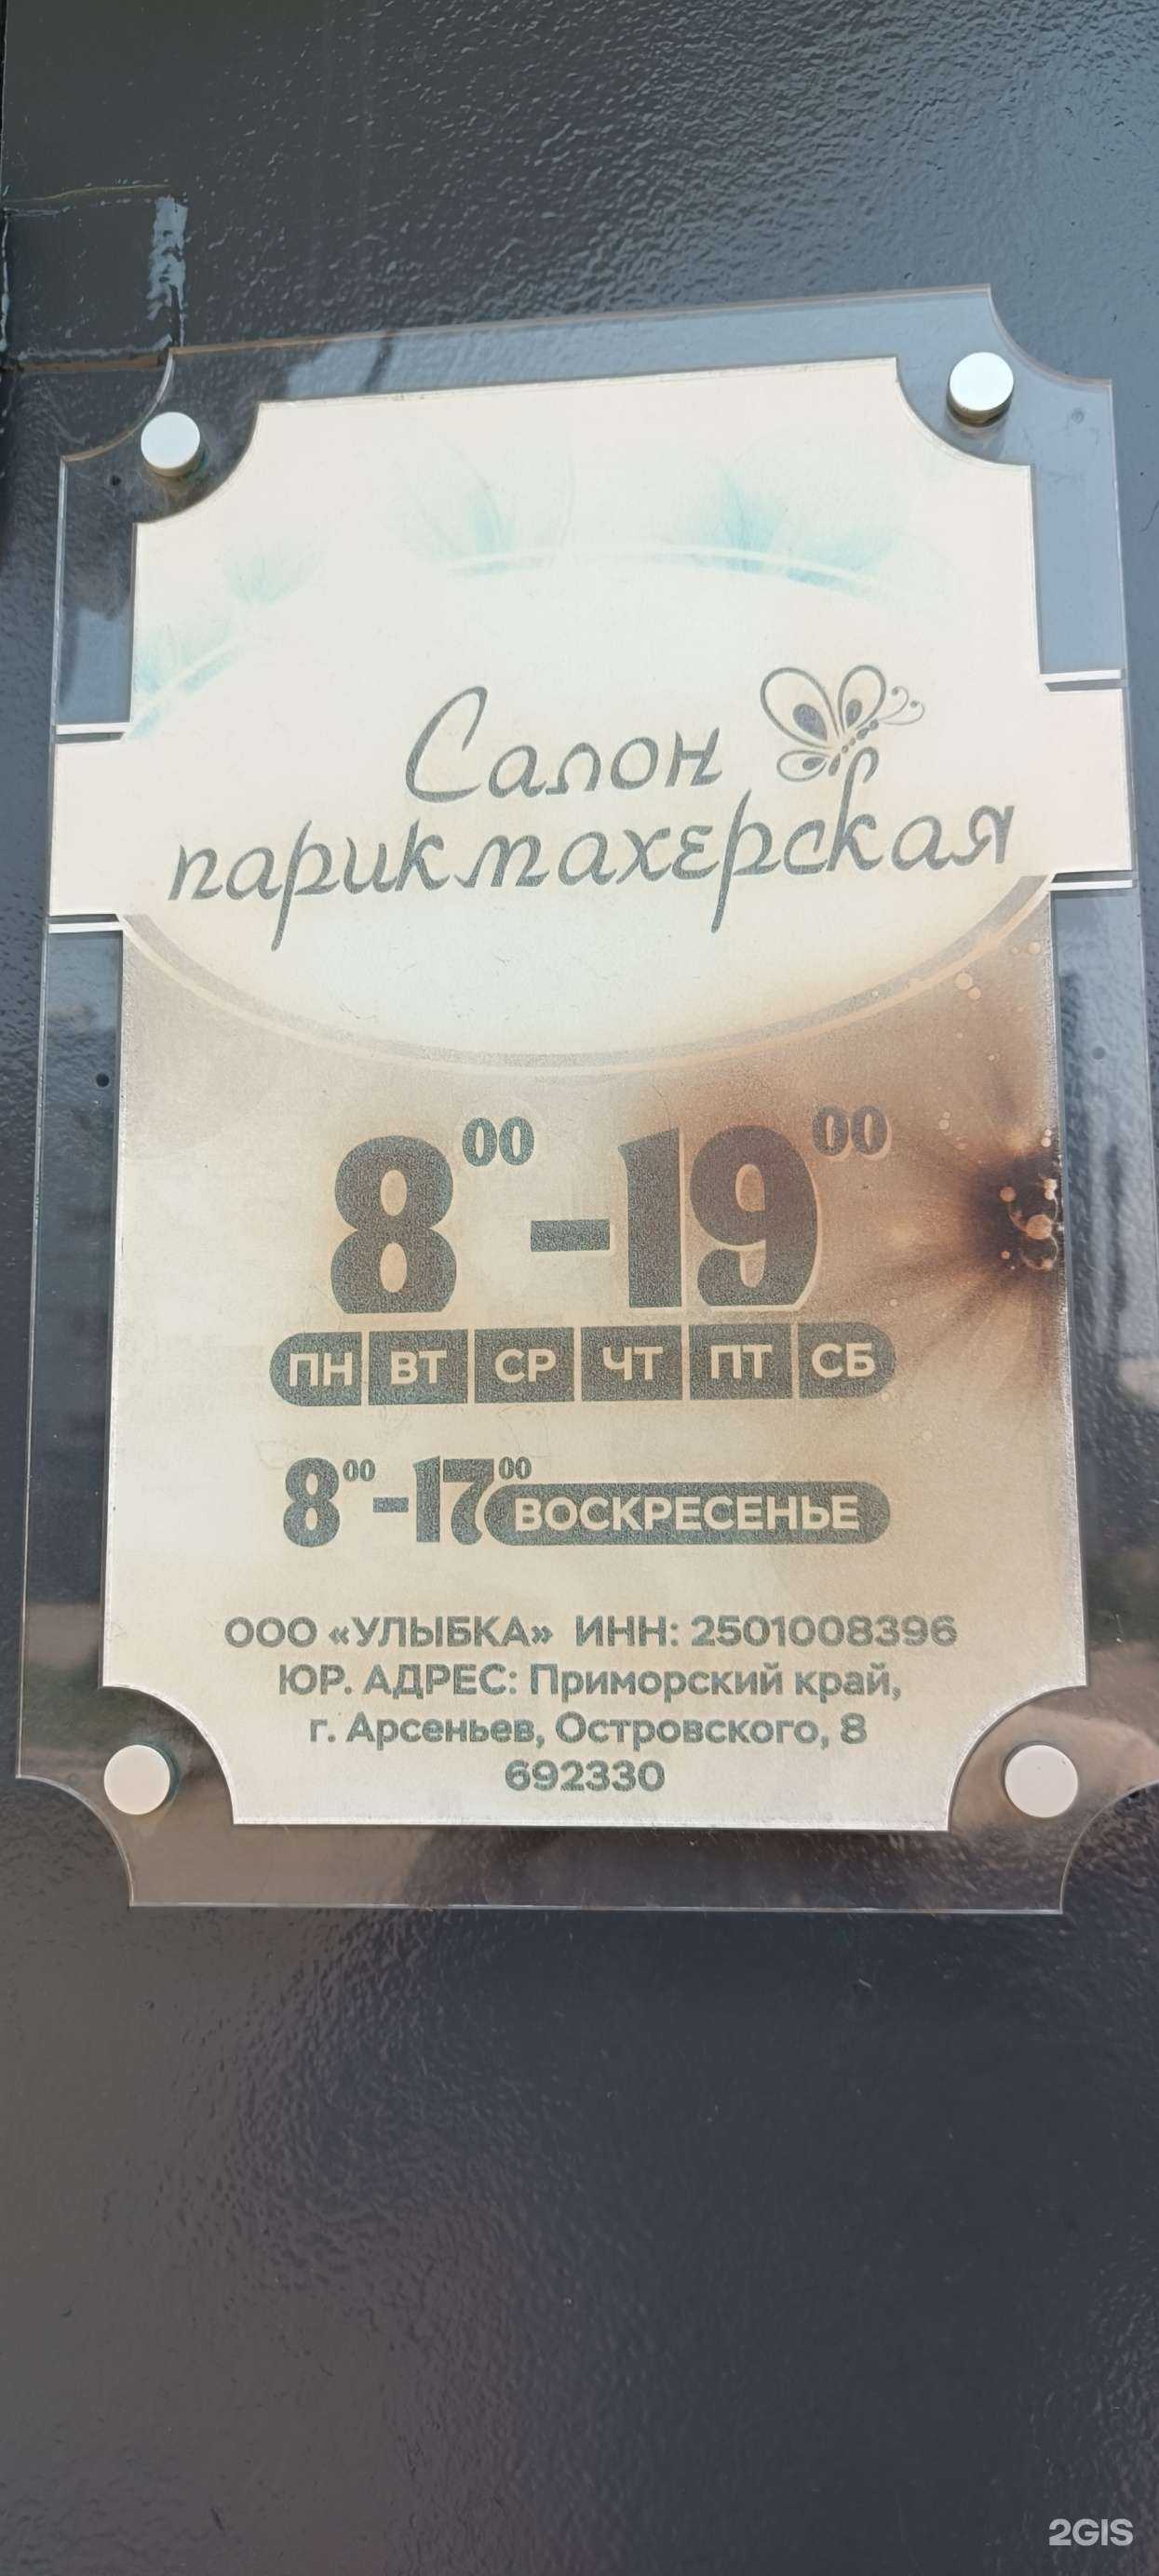 Салон
парикмахерская
8⁰⁰-19⁰⁰
ПН ВТ СР ЧТ ПТ СБ
8⁰⁰-17⁰⁰ ВОСКРЕСЕНЬЕ
ООО «УЛЫБКА» ИНН: 2501008396
ЮР. АДРЕС: Приморский край,
г. Арсеньев, Островского, 8
692330
2GIS